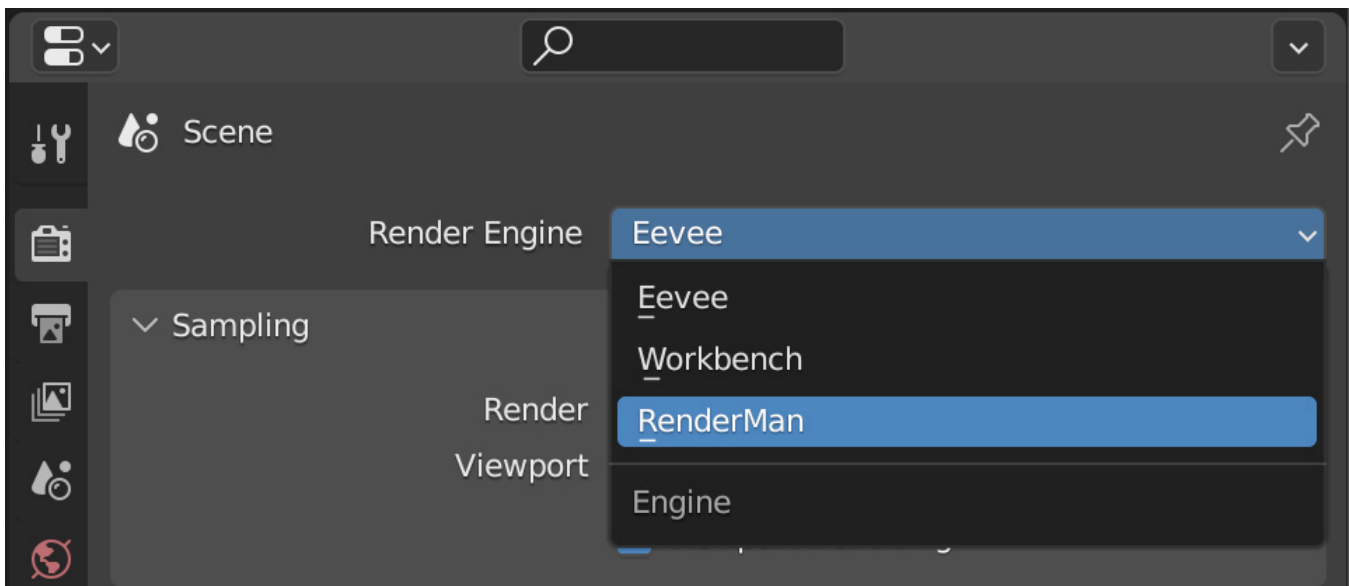 Scene
Render Engine Eevee
Eevee
Sampling
Workbench
Render
RenderMan
Viewport
Engine